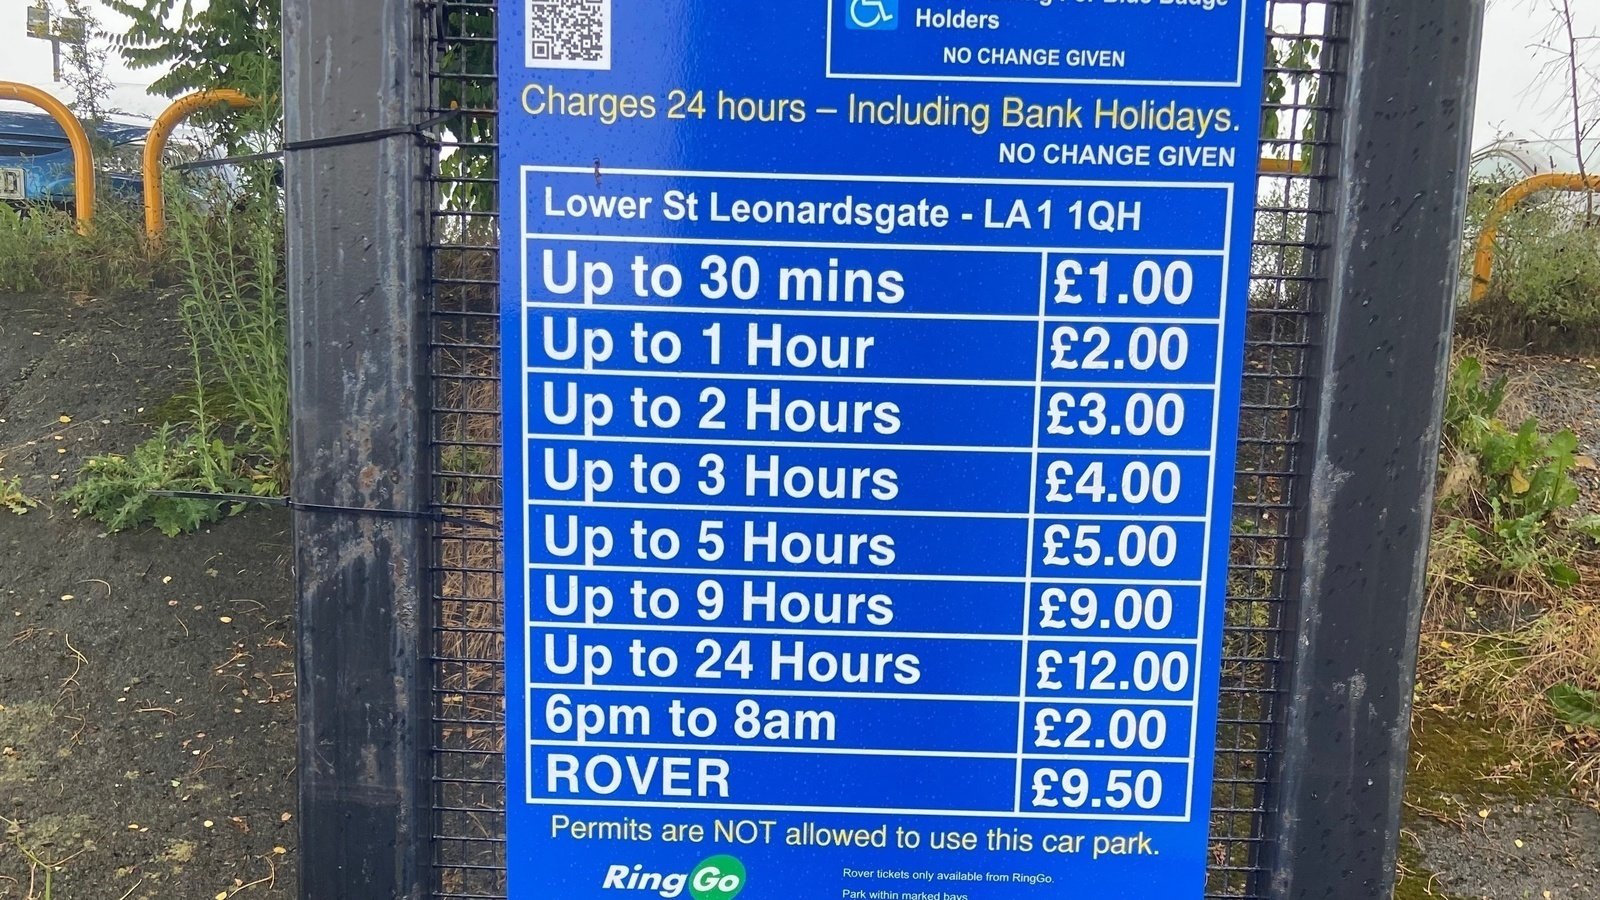 Holders
NO CHANGE GIVEN
Charges 24 hours – Including Bank Holidays.
NO CHANGE GIVEN
Lower St Leonardsgate - LA1 1QH
Up to 30 mins £1.00
Up to 1 Hour £2.00
Up to 2 Hours £3.00
Up to 3 Hours £4.00
Up to 5 Hours £5.00
Up to 9 Hours £9.00
Up to 24 Hours £12.00
6pm to 8am £2.00
ROVER £9.50
Permits are NOT allowed to use this car park.
RingGo
Rover tickets only available from RingGo.
Park within marked bays